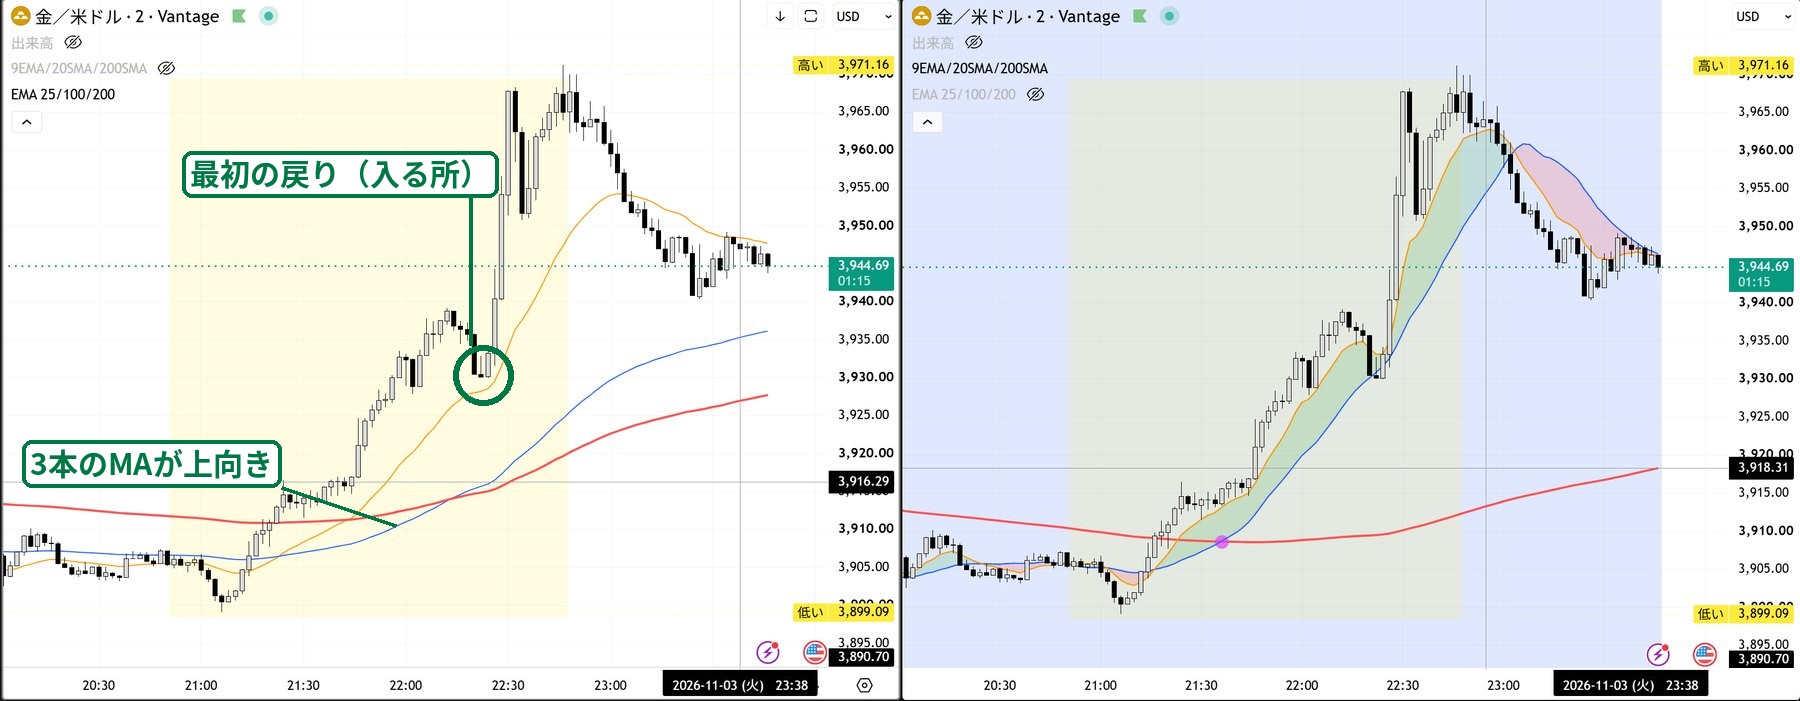 金／米ドル · 2 · Vantage
USD
出来高
9EMA/20SMA/200SMA
EMA 25/100/200
高い 3,971.16
3,965.00
3,960.00
3,955.00
3,950.00
3,944.69
01:15
3,940.00
3,935.00
3,930.00
3,925.00
3,920.00
3,916.29
3,910.00
3,905.00
低い 3,899.09
3,895.00
3,890.70
最初の戻り（入る所）
3本のMAが上向き
20:30
21:00
21:30
22:00
22:30
23:00
2026-11-03 (火) 23:38
金／米ドル · 2 · Vantage
USD
出来高
9EMA/20SMA/200SMA
EMA 25/100/200
高い 3,971.16
3,965.00
3,960.00
3,955.00
3,950.00
3,944.69
01:15
3,940.00
3,935.00
3,930.00
3,925.00
3,920.00
3,918.31
3,915.00
3,910.00
3,905.00
低い 3,899.09
3,895.00
3,890.70
20:30
21:00
21:30
22:00
22:30
23:00
2026-11-03 (火) 23:38